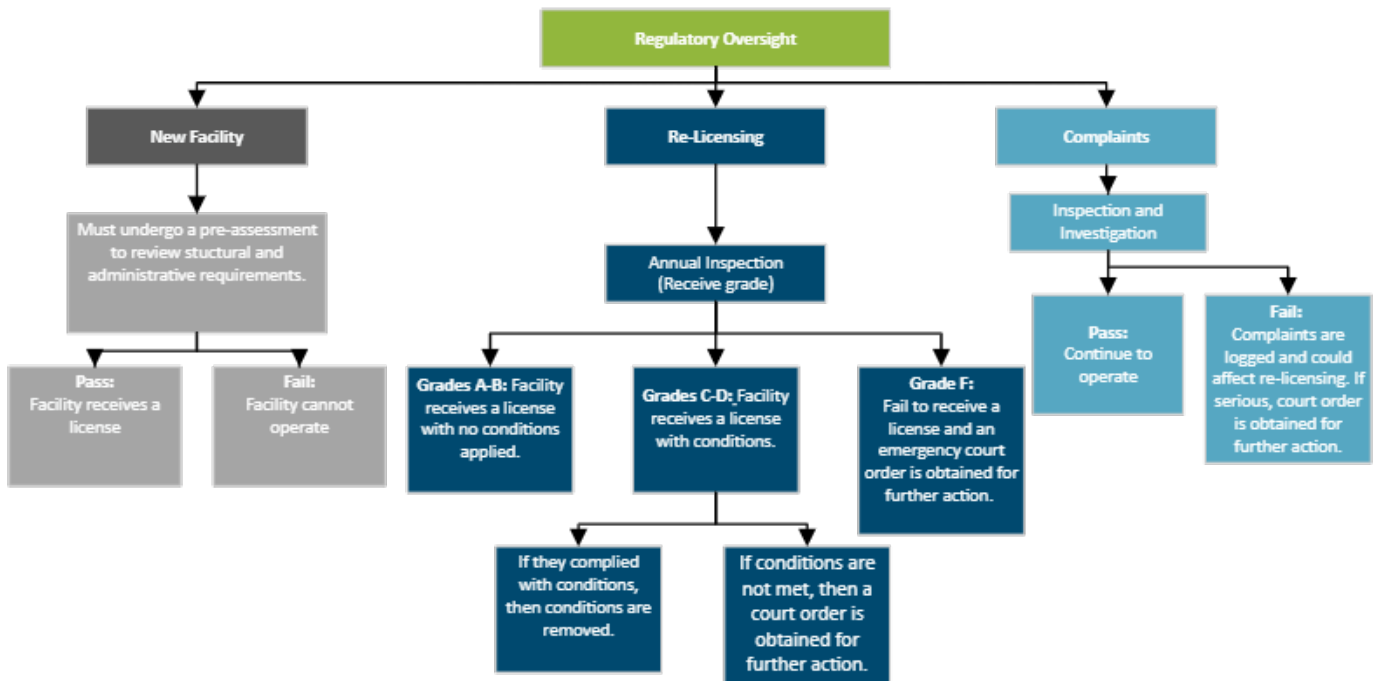 Regulatory Oversight
New Facility
Re-Licensing
Complaints
Must undergo a pre-assessment
to review stuctural and
administrative requirements.
Annual Inspection
(Receive grade)
Inspection and
Investigation
Pass:
Facility receives a
license
Fail:
Facility cannot
operate
Grades A-B: Facility
receives a license
with no conditions
applied.
Grades C-D: Facility
receives a license
with conditions.
Grade F:
Fail to receive a
license and an
emergency court
order is obtained for
further action.
Pass:
Continue to
operate
Fail:
Complaints are
logged and could
affect re-licensing. If
serious, court order
is obtained for
further action.
If they complied
with conditions,
then conditions are
removed.
If conditions are
not met, then a
court order is
obtained for
further action.